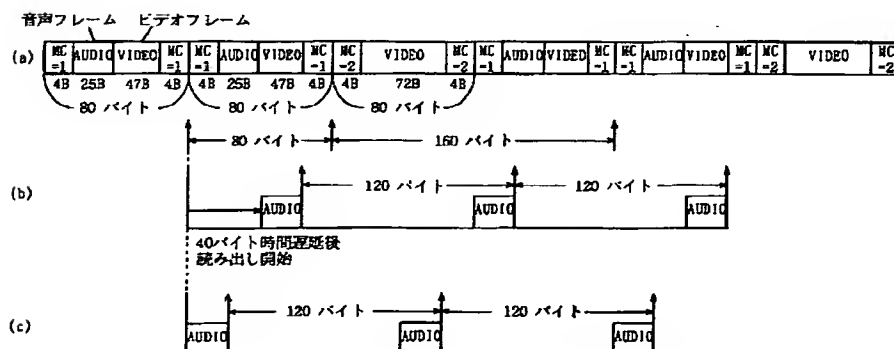 音声フレーム ビデオフレーム
(a) MC=1 AUDIO VIDEO MC=1 MC=1 AUDIO VIDEO MC=1 MC=2 VIDEO MC=2 MC=1 AUDIO VIDEO MC=1 MC=1 AUDIO VIDEO MC=1 MC=2 VIDEO MC=2
4B 25B 47B 4B 4B 25B 47B 4B 4B 72B 4B
80 バイト 80 バイト 80 バイト
80 バイト 160 バイト
(b) 120 バイト 120 バイト
AUDIO AUDIO AUDIO
40バイト時間遅延後
読み出し開始
(c) 120 バイト 120 バイト
AUDIO AUDIO AUDIO